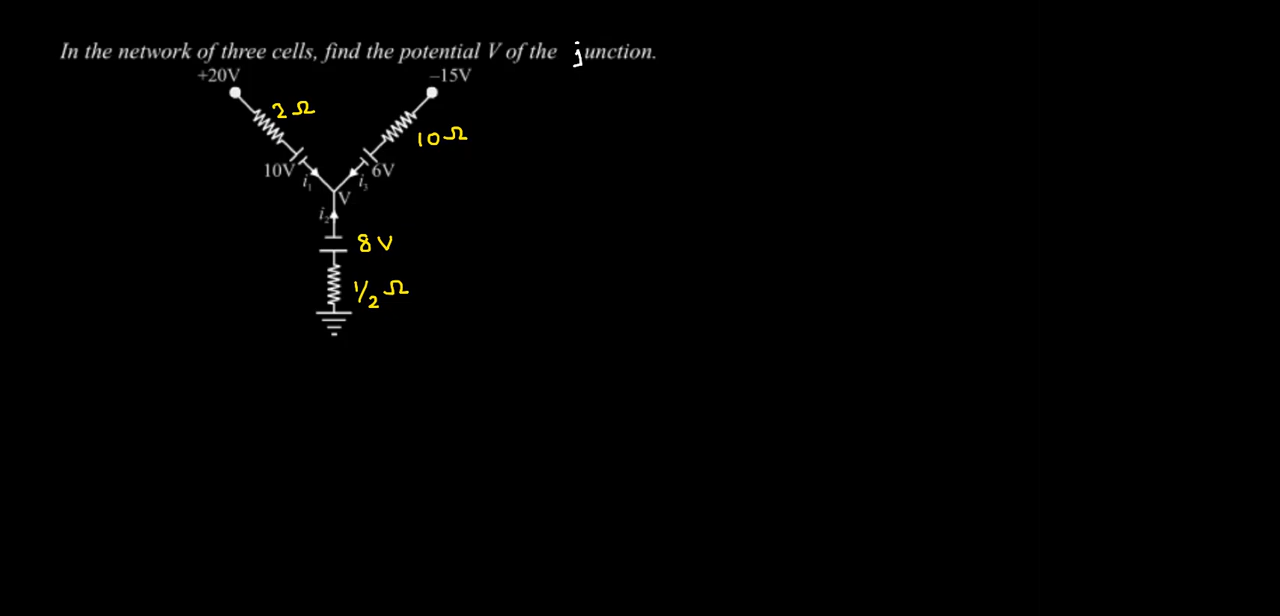 In the network of three cells, find the potential V of the junction.
+20V
−15V
2 Ω
10 Ω
10V
6V
i₁
i₃
V
i₂
8 V
1/2 Ω